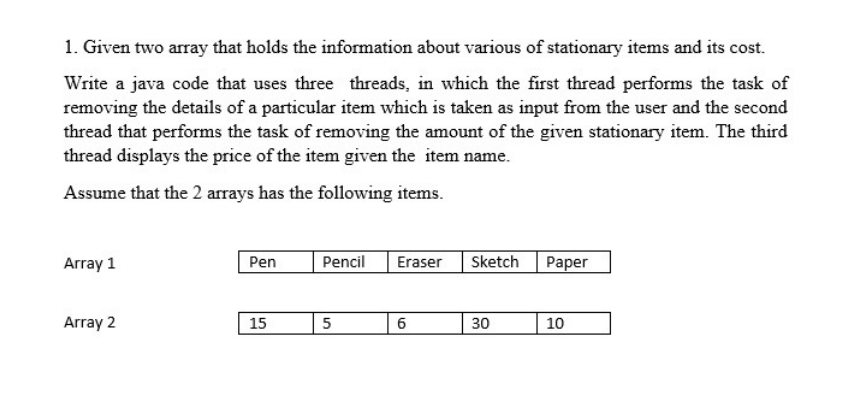 1. Given two array that holds the information about various of stationary items and its cost.
Write a java code that uses three threads, in which the first thread performs the task of
removing the details of a particular item which is taken as input from the user and the second
thread that performs the task of removing the amount of the given stationary item. The third
thread displays the price of the item given the item name.
Assume that the 2 arrays has the following items.
Array 1 Pen Pencil Eraser Sketch Paper
Array 2 15 5 6 30 10